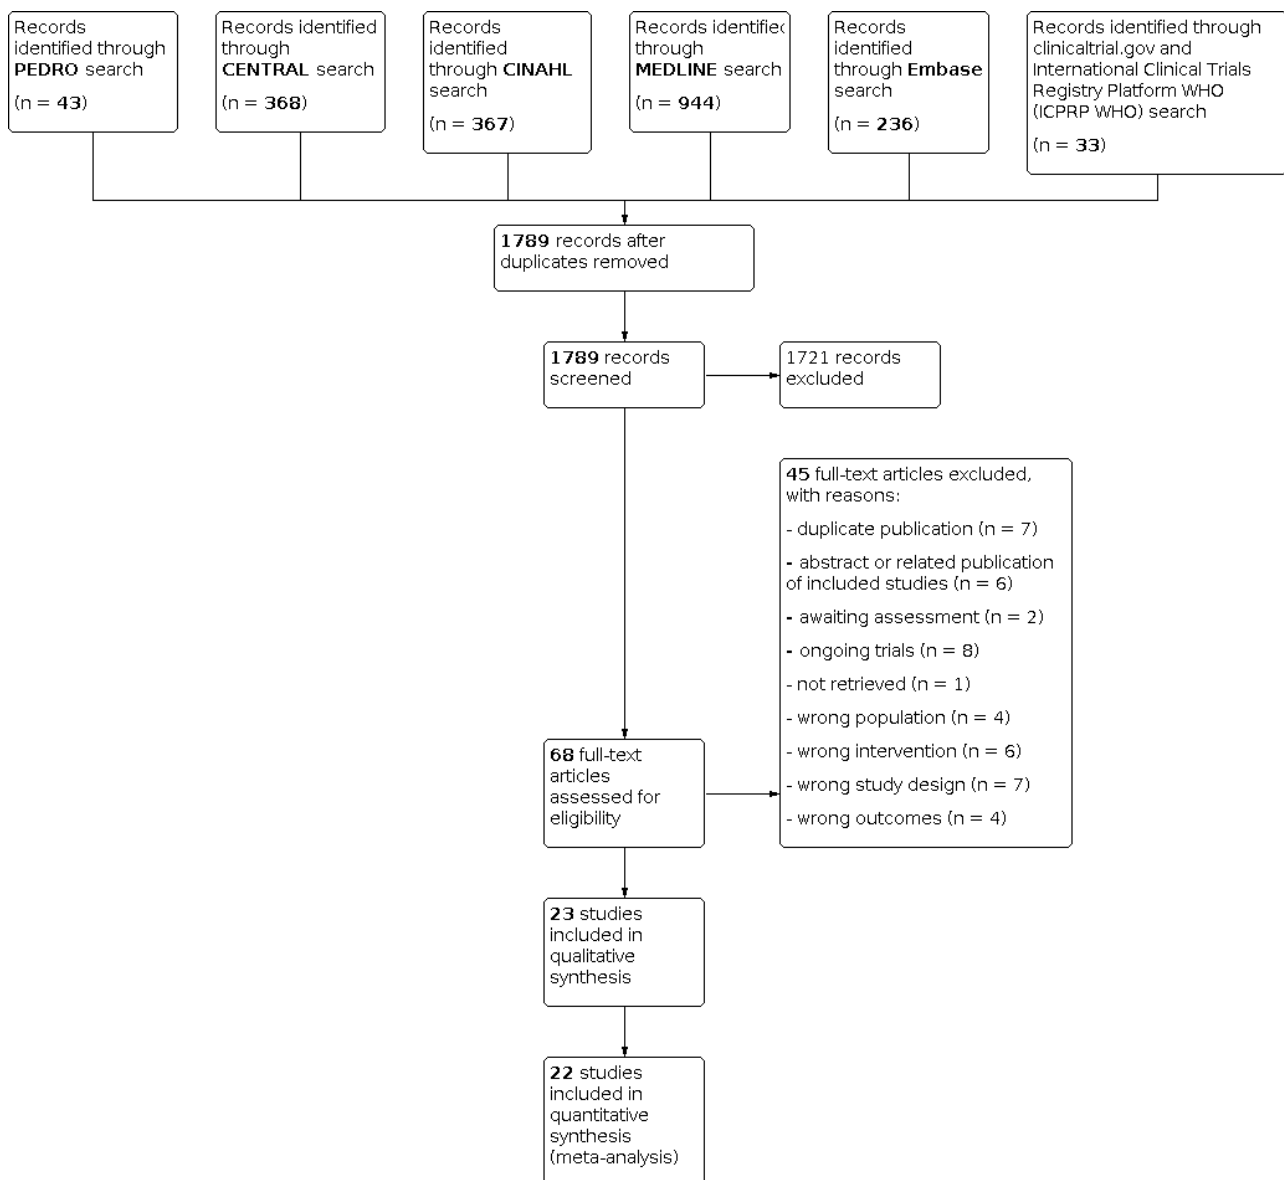 Records
identified through
PEDRO search
(n = 43)
Records identified
through
CENTRAL search
(n = 368)
Records
identified
through CINAHL
search
(n = 367)
Records identified
through
MEDLINE search
(n = 944)
Records
identified
through Embase
search
(n = 236)
Records identified through
clinicaltrial.gov and
International Clinical Trials
Registry Platform WHO
(ICPRP WHO) search
(n = 33)
1789 records after
duplicates removed
1789 records
screened
1721 records
excluded
45 full-text articles excluded,
with reasons:
- duplicate publication (n = 7)
- abstract or related publication
of included studies (n = 6)
- awaiting assessment (n = 2)
- ongoing trials (n = 8)
- not retrieved (n = 1)
- wrong population (n = 4)
- wrong intervention (n = 6)
- wrong study design (n = 7)
- wrong outcomes (n = 4)
68 full-text
articles
assessed for
eligibility
23 studies
included in
qualitative
synthesis
22 studies
included in
quantitative
synthesis
(meta-analysis)